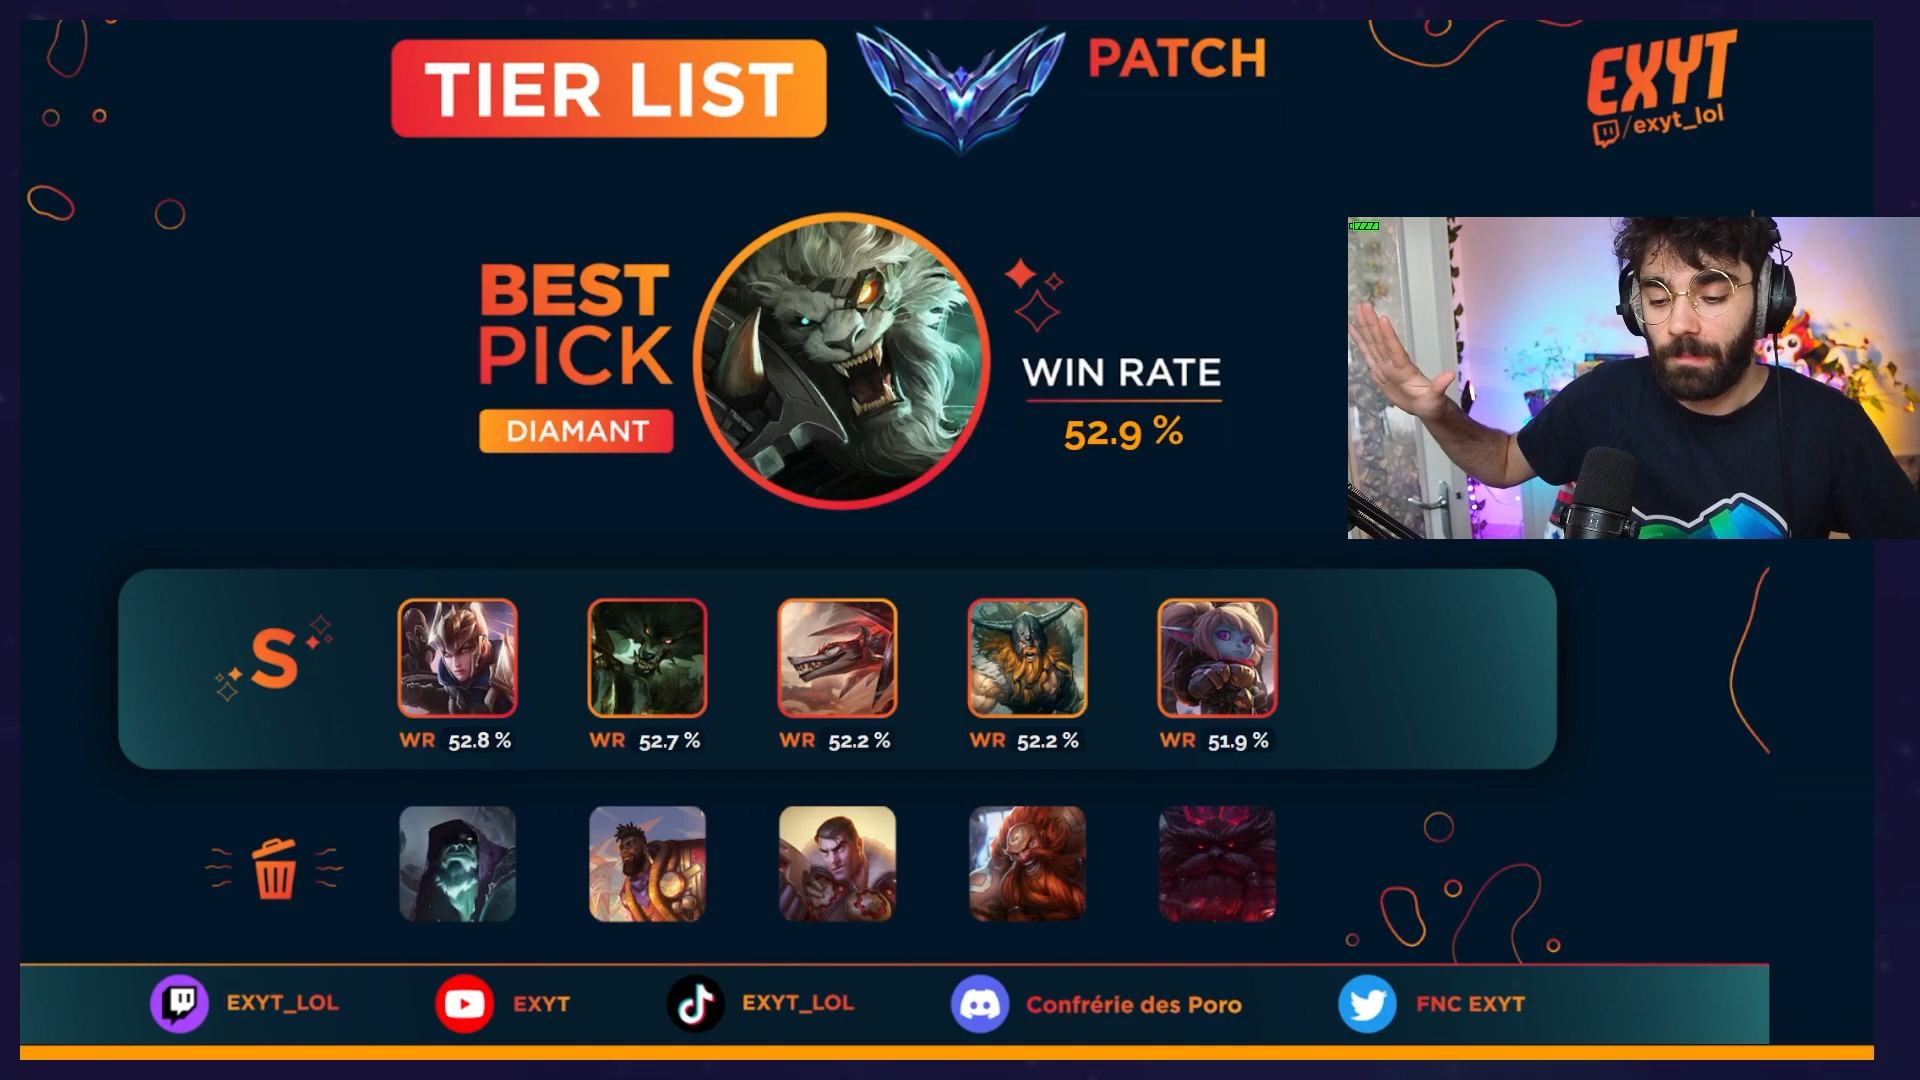 TIER LIST
PATCH
EXYT
/exyt_lol
BEST
PICK
DIAMANT
WIN RATE
52.9 %
S
WR 52.8 %
WR 52.7 %
WR 52.2 %
WR 52.2 %
WR 51.9 %
EXYT_LOL
EXYT
EXYT_LOL
Confrérie des Poro
FNC EXYT